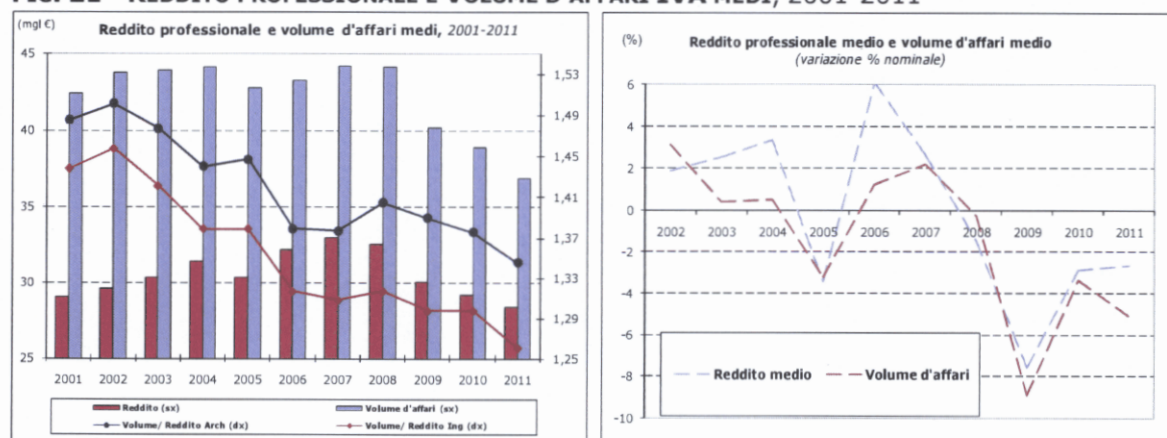 (mgl €)
Reddito professionale e volume d'affari medi, 2001-2011
45
40
35
30
25
1,53
1,49
1,45
1,41
1,37
1,33
1,29
1,25
2001 2002 2003 2004 2005 2006 2007 2008 2009 2010 2011
Reddito (sx) Volume d'affari (sx)
Volume/ Reddito Arch (dx) Volume/ Reddito Ing (dx)
(%)
Reddito professionale medio e volume d'affari medio
(variazione % nominale)
6
4
2
0
-2
-4
-6
-8
-10
2002 2003 2004 2005 2006 2007 2008 2009 2010 2011
Reddito medio Volume d'affari